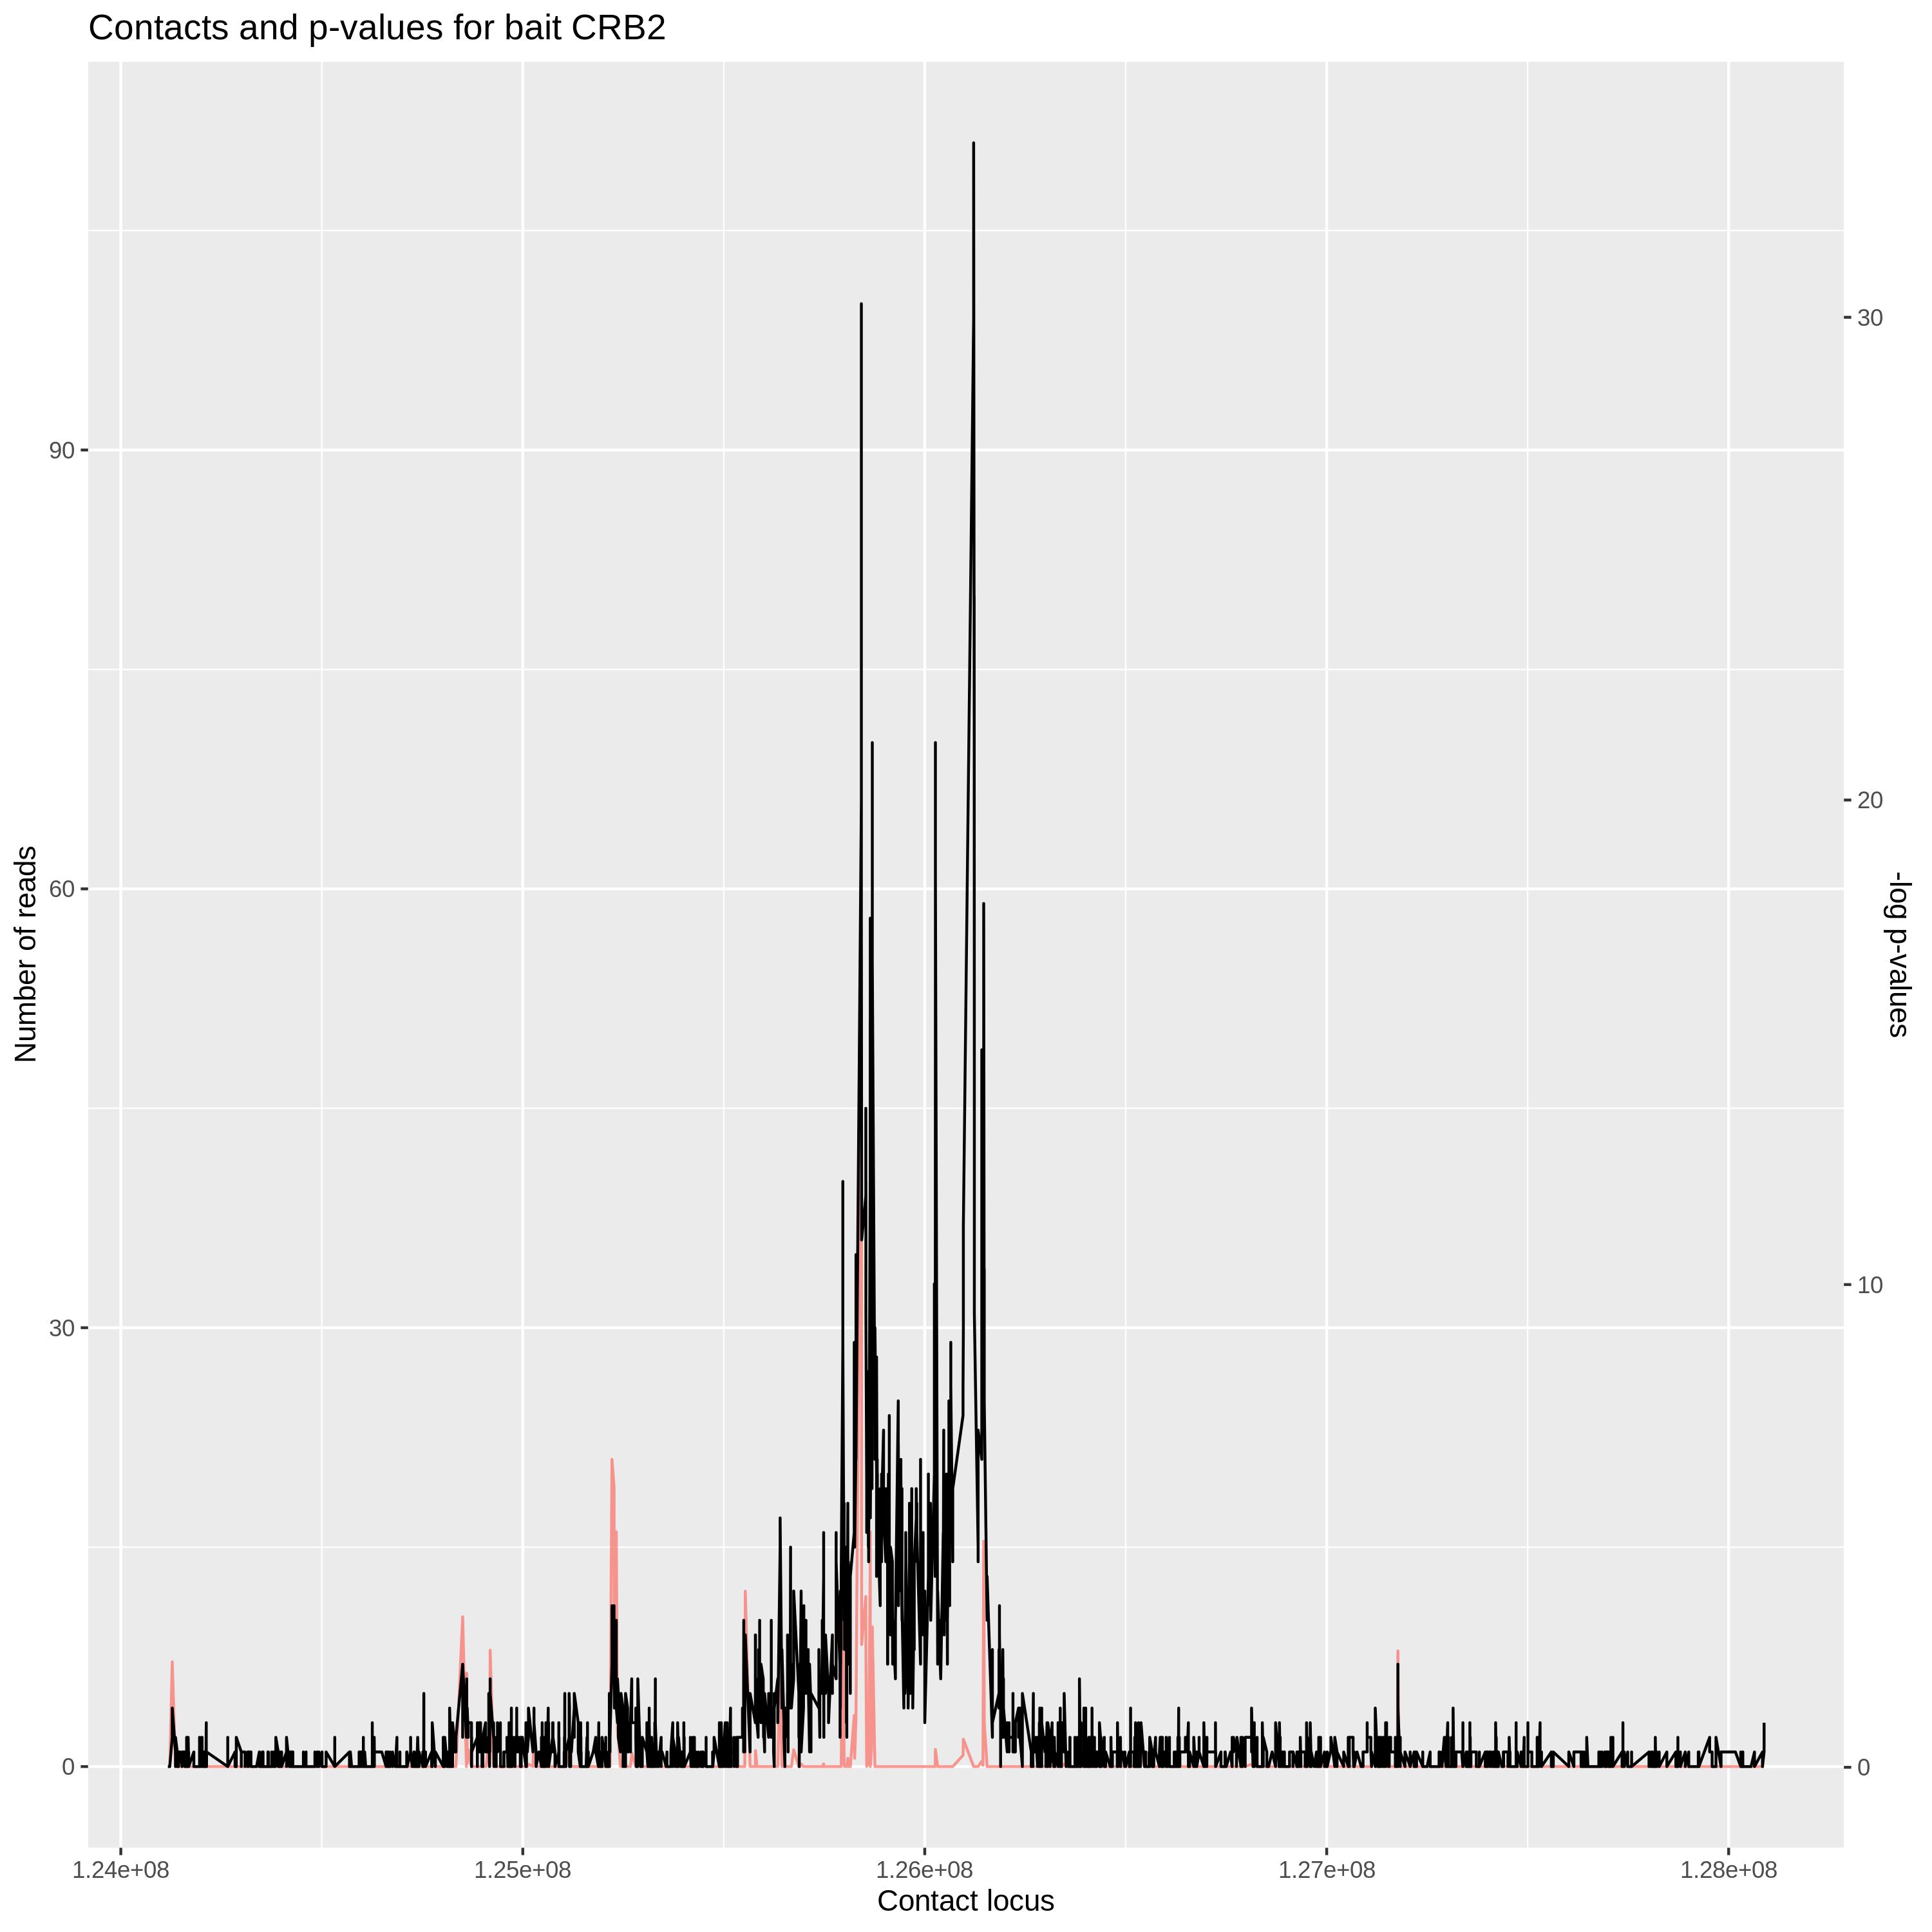 Contacts and p-values for bait CRB2
90
60
30
0
Number of reads
30
20
10
0
-log p-values
1.24e+08
1.25e+08
1.26e+08
1.27e+08
1.28e+08
Contact locus